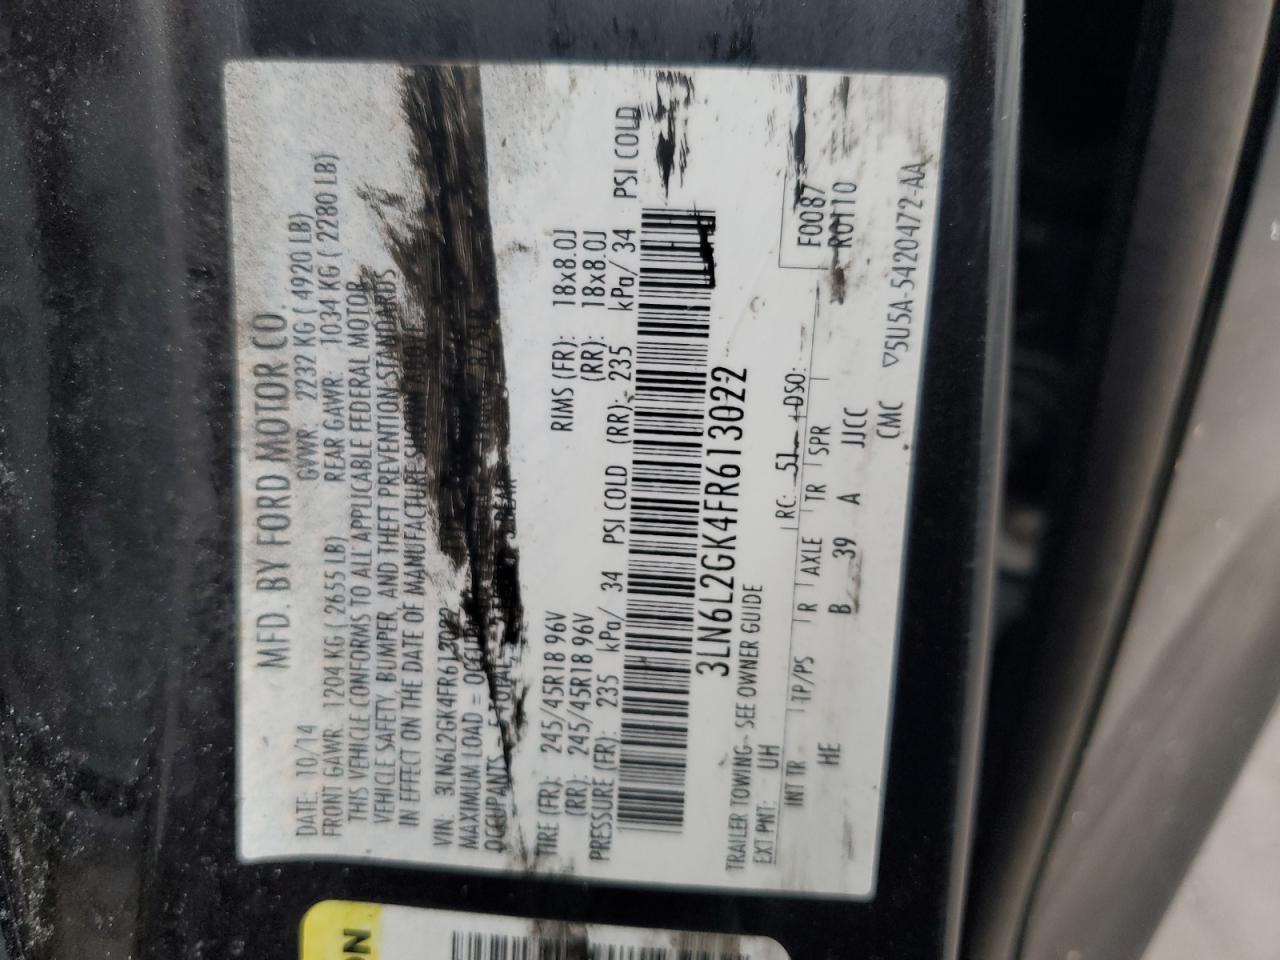 MFD. BY FORD MOTOR CO.
DATE: 10/14 GVWR: 2232 KG ( 4920 LB)
FRONT GAWR: 1204 KG ( 2655 LB) REAR GAWR: 1034 KG ( 2280 LB)
THIS VEHICLE CONFORMS TO ALL APPLICABLE FEDERAL MOTOR
VEHICLE SAFETY, BUMPER, AND THEFT PREVENTION STANDARDS
IN EFFECT ON THE DATE OF MANUFACTURE SHOWN ABOVE.
VIN: 3LN6L2GK4FR613022
MAXIMUM LOAD =
OCCUPANTS 5 TOTAL
TIRE (FR): 245/45R18 96V RIMS (FR): 18x8.0J
(RR): 245/45R18 96V (RR): 18x8.0J
PRESSURE (FR): 235 kPa/ 34 PSI COLD (RR): 235 kPa/ 34 PSI COLD
3LN6L2GK4FR613022
TRAILER TOWING- SEE OWNER GUIDE
EXT PNT: UH RC: 51 DSO: F0087
INT TR TP/PS R AXLE TR SPR R0110
HE B 39 A JJCC
CMC ▽5U5A-5420472-AA
ON